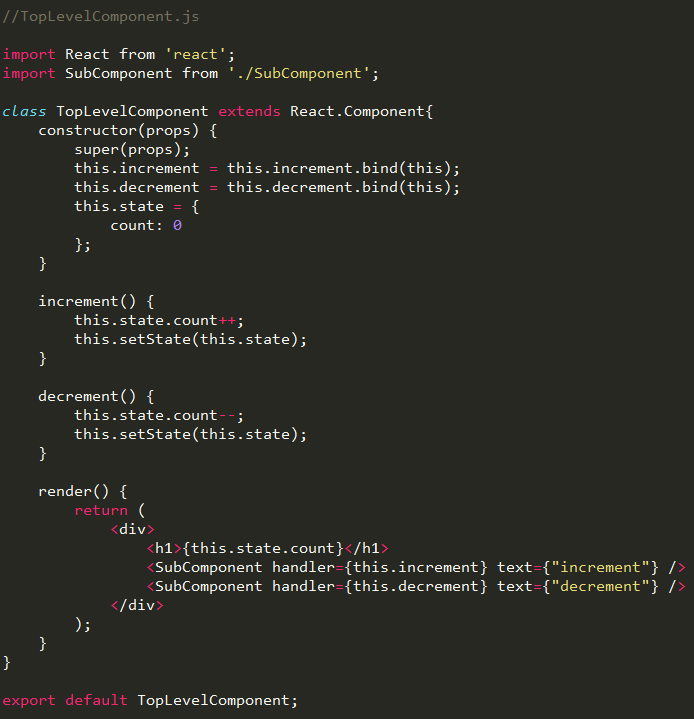 //TopLevelComponent.js

import React from 'react';
import SubComponent from './SubComponent';

class TopLevelComponent extends React.Component{
    constructor(props) {
        super(props);
        this.increment = this.increment.bind(this);
        this.decrement = this.decrement.bind(this);
        this.state = {
            count: 0
        };
    }

    increment() {
        this.state.count++;
        this.setState(this.state);
    }

    decrement() {
        this.state.count--;
        this.setState(this.state);
    }

    render() {
        return (
            <div>
                <h1>{this.state.count}</h1>
                <SubComponent handler={this.increment} text={"increment"} />
                <SubComponent handler={this.decrement} text={"decrement"} />
            </div>
        );
    }
}

export default TopLevelComponent;